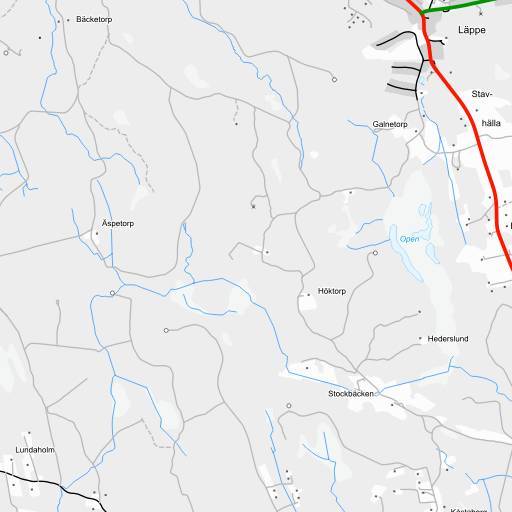 Bäcketorp
Läppe
Stav-
hälla
Galnetorp
Äspetorp
Open
Höktorp
Hederslund
Stockbäcken
Lundaholm